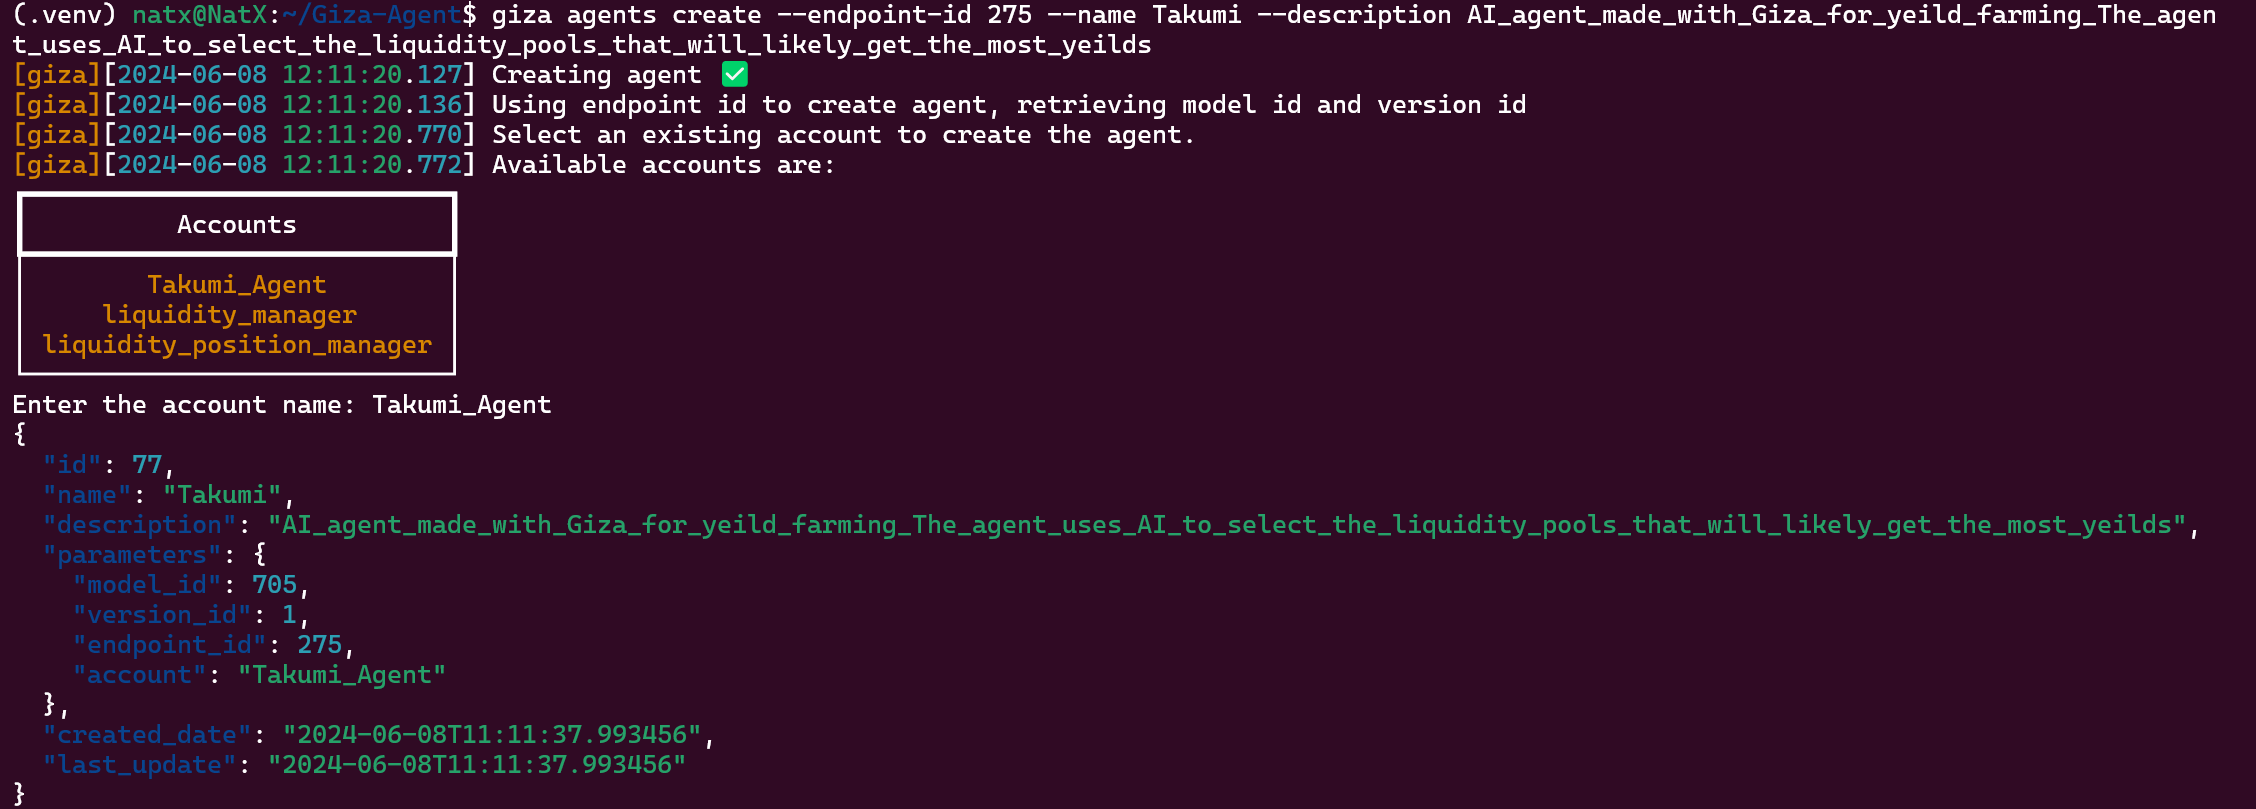 (.venv) natx@NatX:~/Giza-Agent$ giza agents create --endpoint-id 275 --name Takumi --description AI_agent_made_with_Giza_for_yeild_farming_The_agen
t_uses_AI_to_select_the_liquidity_pools_that_will_likely_get_the_most_yeilds
[giza][2024-06-08 12:11:20.127] Creating agent ✅
[giza][2024-06-08 12:11:20.136] Using endpoint id to create agent, retrieving model id and version id
[giza][2024-06-08 12:11:20.770] Select an existing account to create the agent.
[giza][2024-06-08 12:11:20.772] Available accounts are:
Accounts
Takumi_Agent
liquidity_manager
liquidity_position_manager
Enter the account name: Takumi_Agent
{
  "id": 77,
  "name": "Takumi",
  "description": "AI_agent_made_with_Giza_for_yeild_farming_The_agent_uses_AI_to_select_the_liquidity_pools_that_will_likely_get_the_most_yeilds",
  "parameters": {
    "model_id": 705,
    "version_id": 1,
    "endpoint_id": 275,
    "account": "Takumi_Agent"
  },
  "created_date": "2024-06-08T11:11:37.993456",
  "last_update": "2024-06-08T11:11:37.993456"
}